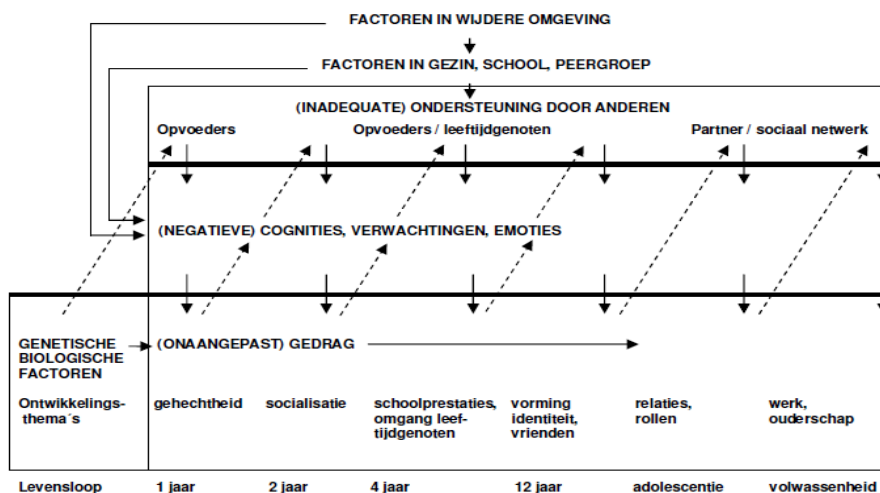 FACTOREN IN WIJDERE OMGEVING
FACTOREN IN GEZIN, SCHOOL, PEERGROEP
(INADEQUATE) ONDERSTEUNING DOOR ANDEREN
Opvoeders Opvoeders / leeftijdgenoten Partner / sociaal netwerk
(NEGATIEVE) COGNITIES, VERWACHTINGEN, EMOTIES
GENETISCHE
BIOLOGISCHE
FACTOREN
(ONAANGEPAST) GEDRAG
Ontwikkelings-
thema´s
gehechtheid
socialisatie
schoolprestaties,
omgang leef-
tijdgenoten
vorming
identiteit,
vrienden
relaties,
rollen
werk,
ouderschap
Levensloop 1 jaar 2 jaar 4 jaar 12 jaar adolescentie volwassenheid